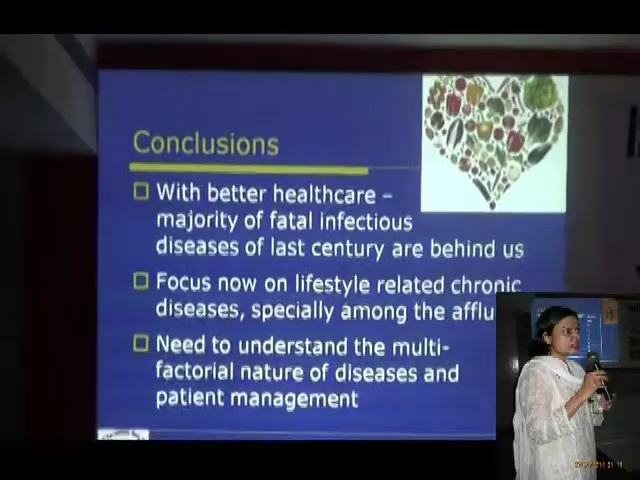 Conclusions
With better healthcare –
majority of fatal infectious
diseases of last century are behind us
Focus now on lifestyle related chronic
diseases, specially among the afflu
Need to understand the multi-
factorial nature of diseases and
patient management